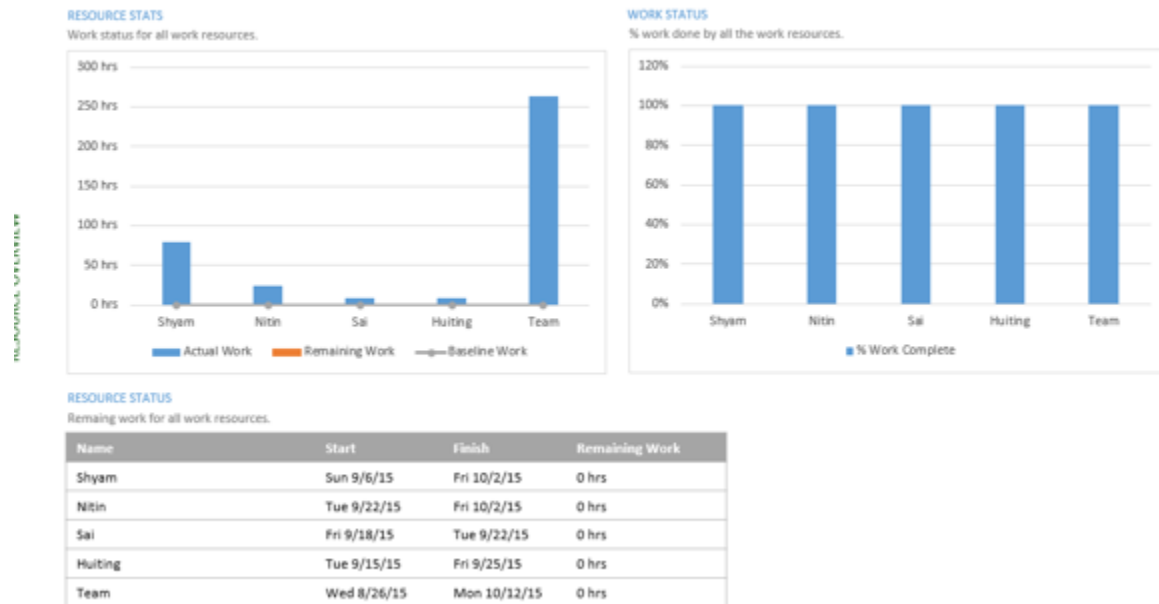 RESOURCE OVERVIEW
RESOURCE STATS
Work status for all work resources.
300 hrs
250 hrs
200 hrs
150 hrs
100 hrs
50 hrs
0 hrs
Shyam Nitin Sai Huiting Team
Actual Work Remaining Work Baseline Work
WORK STATUS
% work done by all the work resources.
120%
100%
80%
60%
40%
20%
0%
Shyam Nitin Sai Huiting Team
% Work Complete
RESOURCE STATUS
Remaing work for all work resources.
Name Start Finish Remaining Work
Shyam Sun 9/6/15 Fri 10/2/15 0 hrs
Nitin Tue 9/22/15 Fri 10/2/15 0 hrs
Sai Fri 9/18/15 Tue 9/22/15 0 hrs
Huiting Tue 9/15/15 Fri 9/25/15 0 hrs
Team Wed 8/26/15 Mon 10/12/15 0 hrs